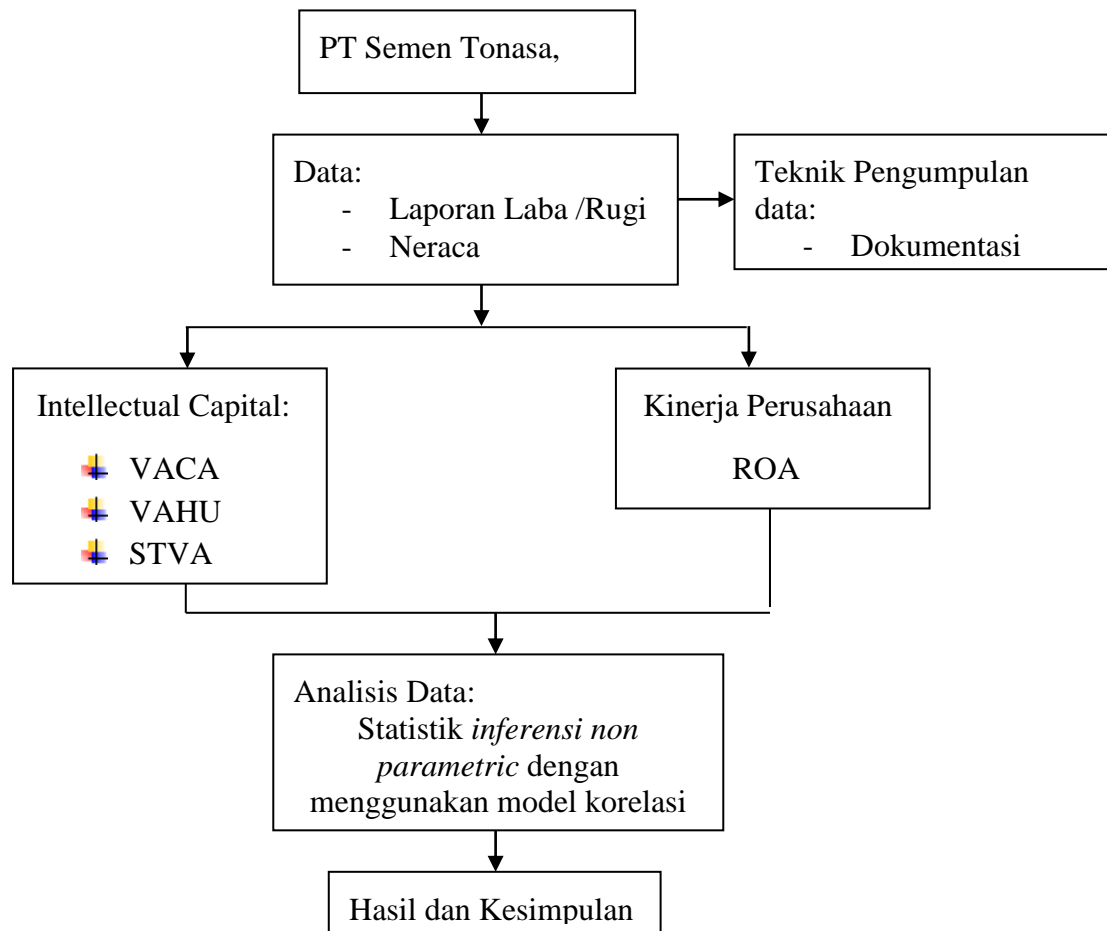 PT Semen Tonasa,
Data:
- Laporan Laba /Rugi
- Neraca
Teknik Pengumpulan
data:
- Dokumentasi
Intellectual Capital:
VACA
VAHU
STVA
Kinerja Perusahaan
ROA
Analisis Data:
Statistik inferensi non
parametric dengan
menggunakan model korelasi
Hasil dan Kesimpulan